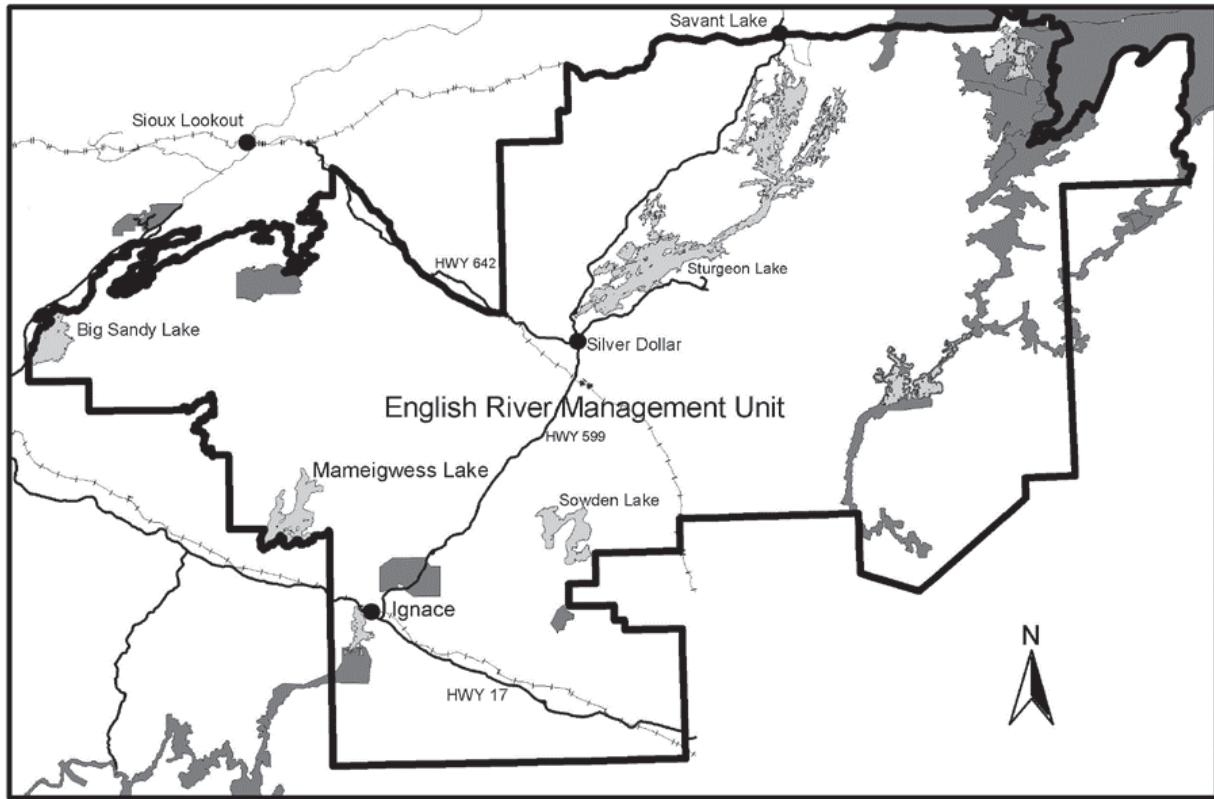 Savant Lake
Sioux Lookout
HWY 642
Sturgeon Lake
Big Sandy Lake
Silver Dollar
English River Management Unit
HWY 599
Mameigwess Lake
Sowden Lake
Ignace
N
HWY 17